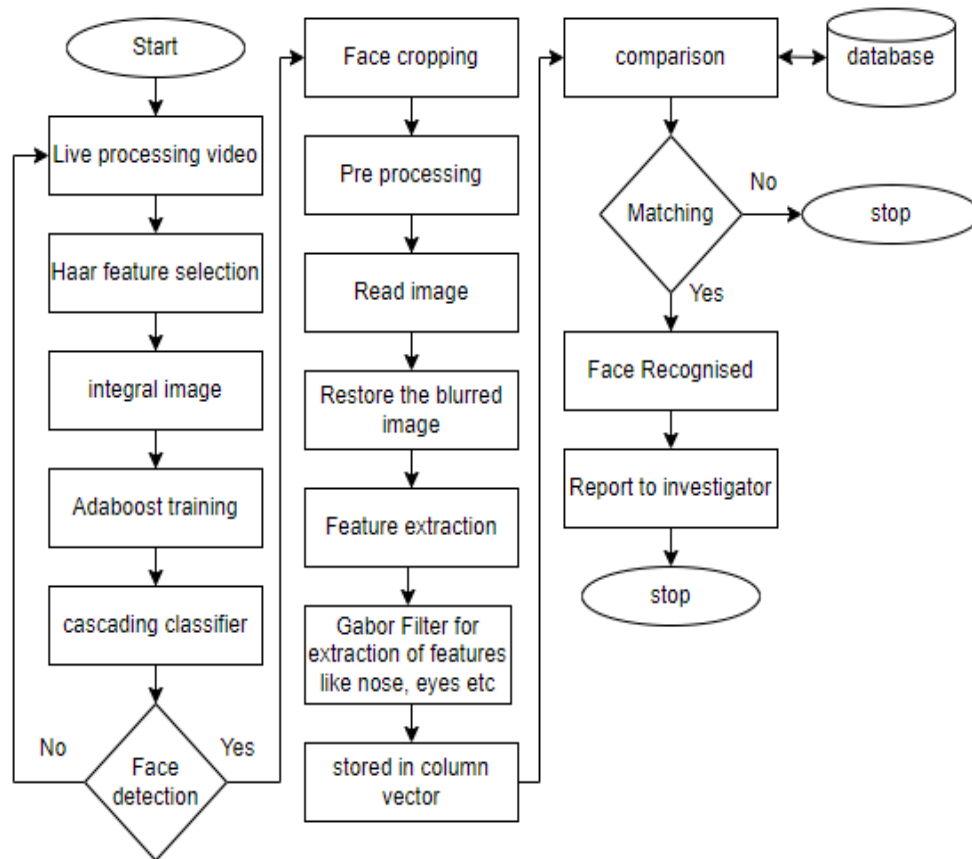 Start
Live processing video
Haar feature selection
integral image
Adaboost training
cascading classifier
Face
detection
No
Yes
Face cropping
Pre processing
Read image
Restore the blurred
image
Feature extraction
Gabor Filter for
extraction of features
like nose, eyes etc
stored in column
vector
comparison
database
Matching
No
stop
Yes
Face Recognised
Report to investigator
stop